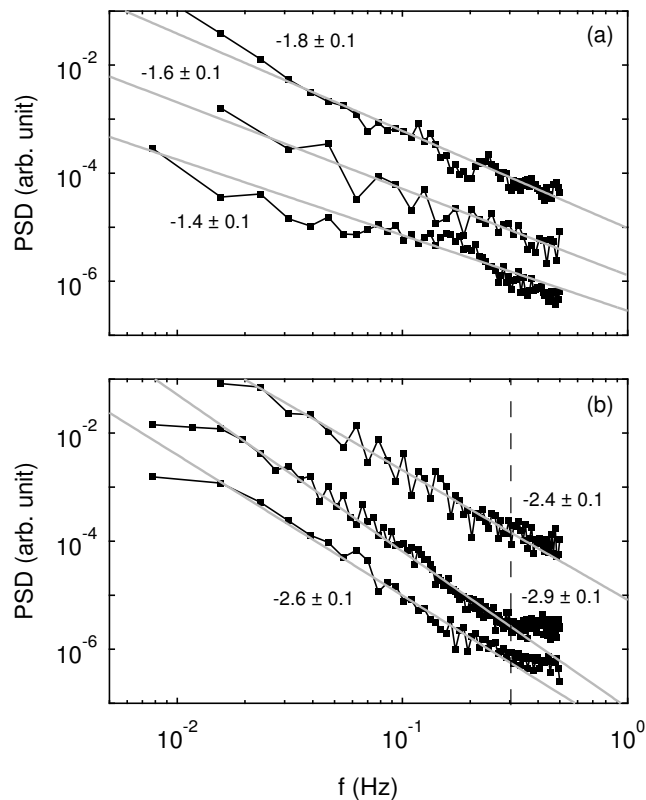 (a)
-1.8 ± 0.1
-1.6 ± 0.1
-1.4 ± 0.1
10^-2
10^-4
10^-6
PSD (arb. unit)
(b)
-2.4 ± 0.1
-2.9 ± 0.1
-2.6 ± 0.1
10^-2
10^-4
10^-6
PSD (arb. unit)
10^-2
10^-1
10^0
f (Hz)